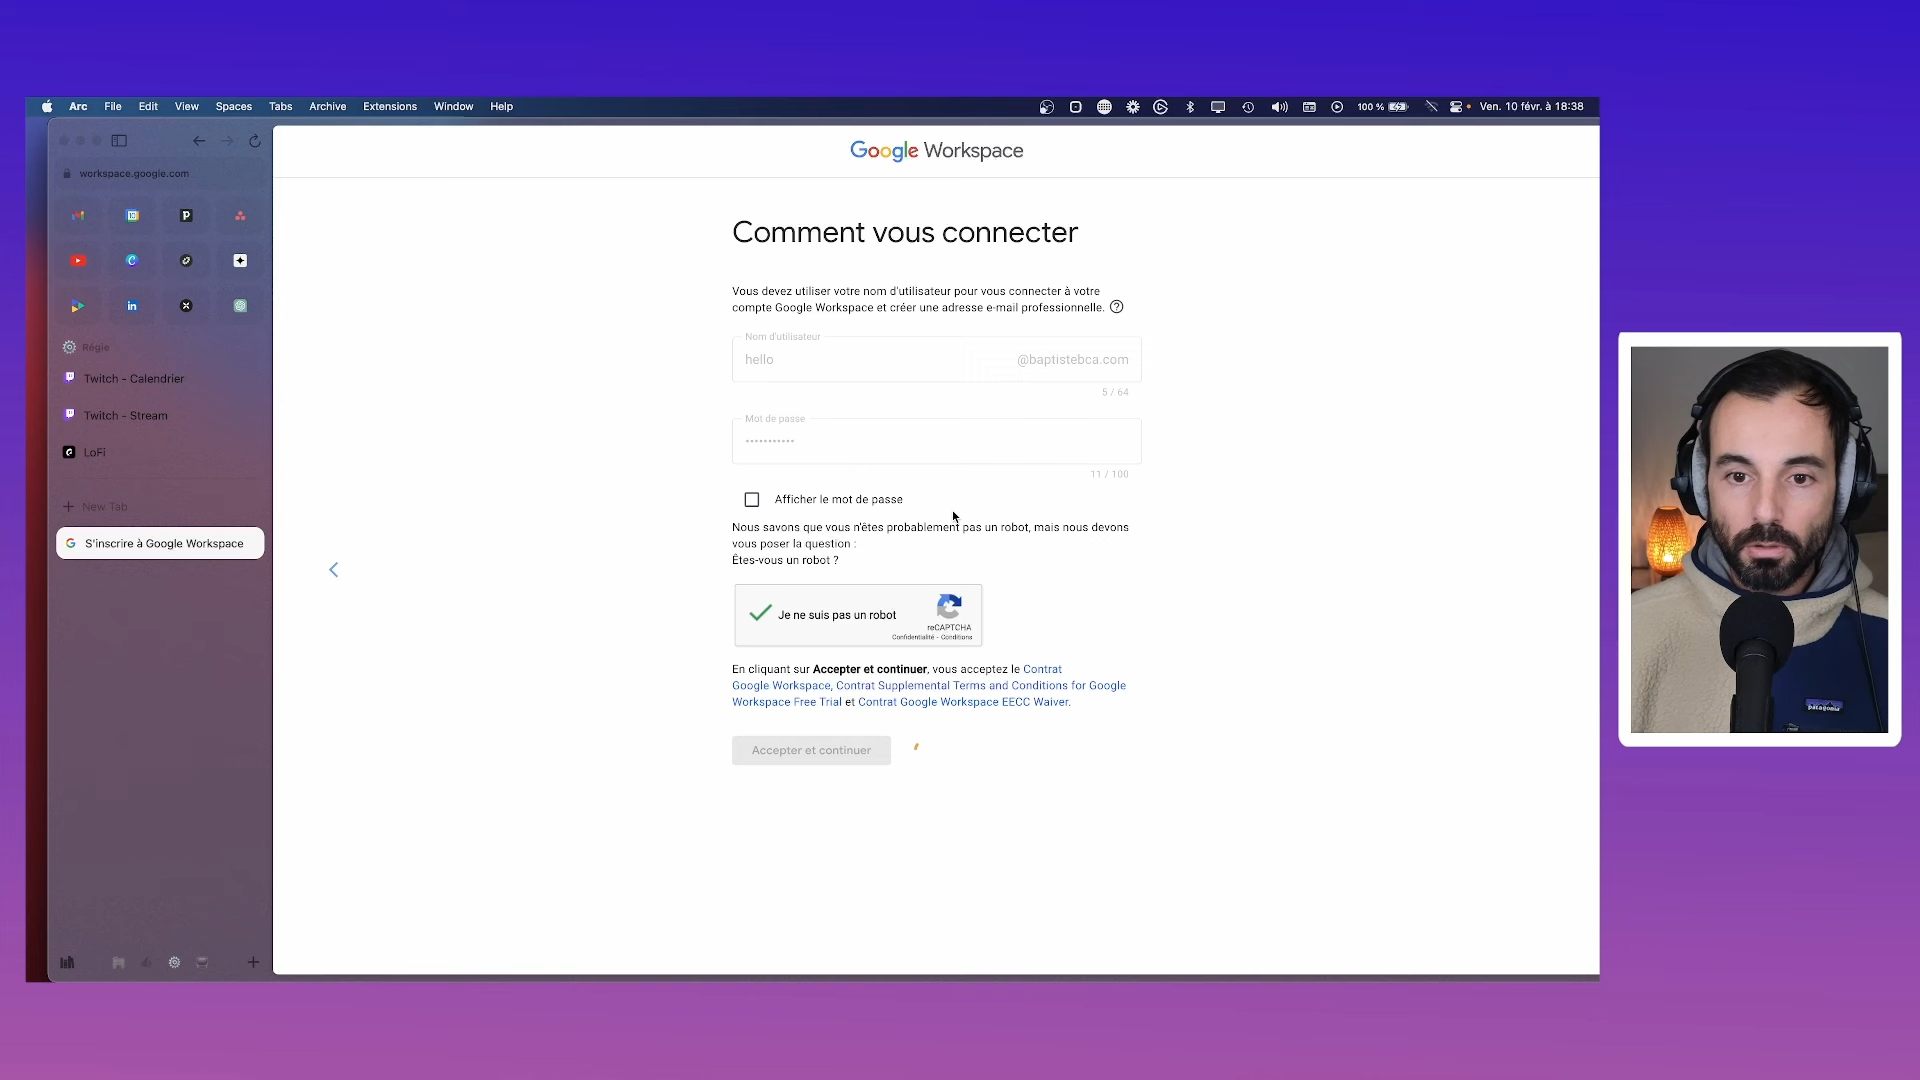 Arc File Edit View Spaces Tabs Archive Extensions Window Help
100 % Ven. 10 févr. à 18:38
workspace.google.com
Régie
Twitch - Calendrier
Twitch - Stream
LoFi
New Tab
S'inscrire à Google Workspace
Google Workspace
Comment vous connecter
Vous devez utiliser votre nom d'utilisateur pour vous connecter à votre
compte Google Workspace et créer une adresse e-mail professionnelle.
Nom d'utilisateur
hello @baptistebca.com
5 / 64
Mot de passe
•••••••••••
11 / 100
Afficher le mot de passe
Nous savons que vous n'êtes probablement pas un robot, mais nous devons
vous poser la question :
Êtes-vous un robot ?
Je ne suis pas un robot
reCAPTCHA
Confidentialité - Conditions
En cliquant sur Accepter et continuer, vous acceptez le Contrat
Google Workspace, Contrat Supplemental Terms and Conditions for Google
Workspace Free Trial et Contrat Google Workspace EECC Waiver.
Accepter et continuer
patagonia